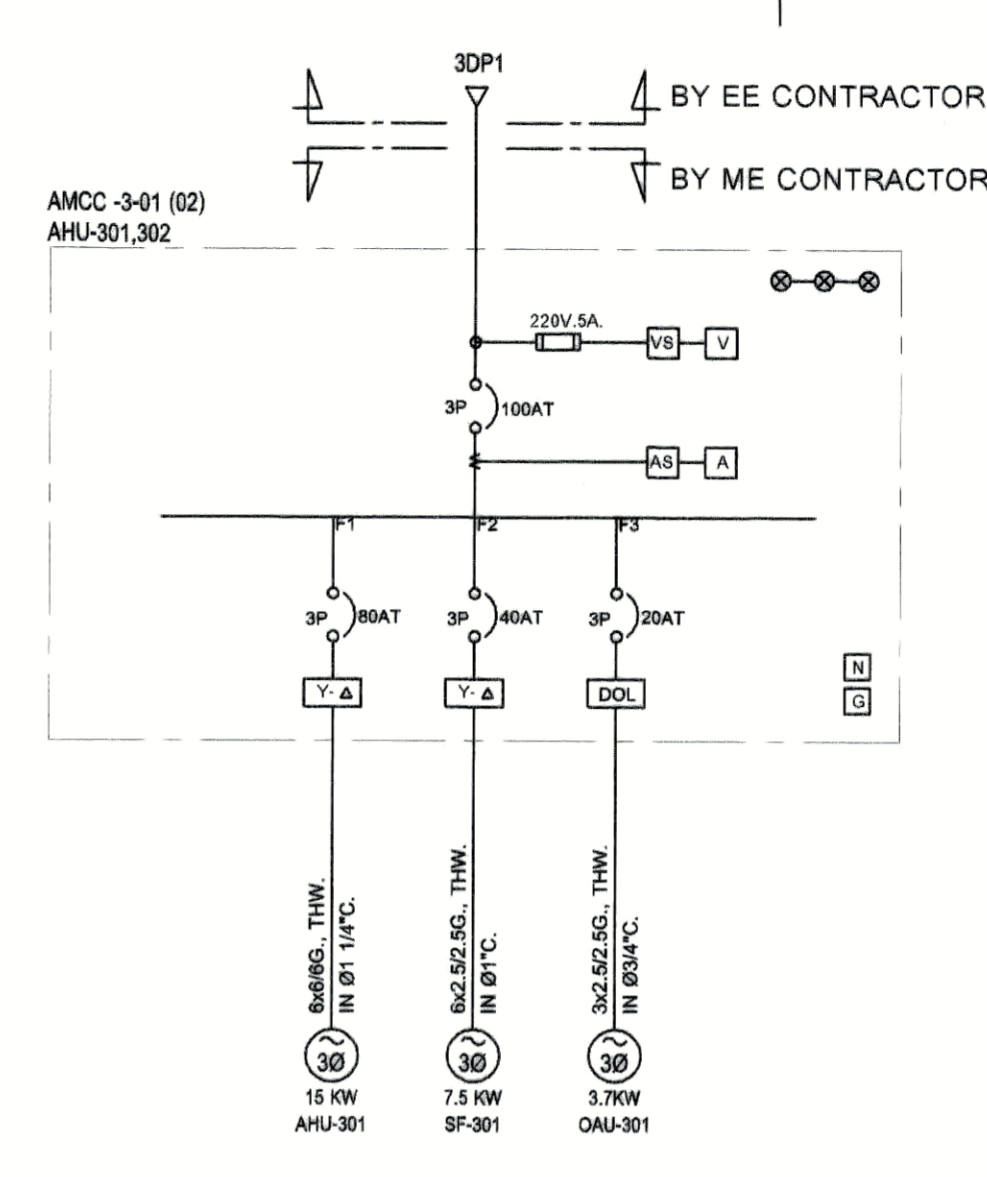 3DP1
BY EE CONTRACTOR
BY ME CONTRACTOR
AMCC -3-01 (02)
AHU-301,302
220V.5A.
VS
V
3P
100AT
AS
A
F1
F2
F3
3P
80AT
3P
40AT
3P
20AT
N
Y- Δ
Y- Δ
DOL
G
6x6/6G., THW.
IN Ø1 1/4"C.
6x2.5/2.5G., THW.
IN Ø1"C.
3x2.5/2.5G., THW.
IN Ø3/4"C.
~
3Ø
~
3Ø
~
3Ø
15 KW
7.5 KW
3.7KW
AHU-301
SF-301
OAU-301